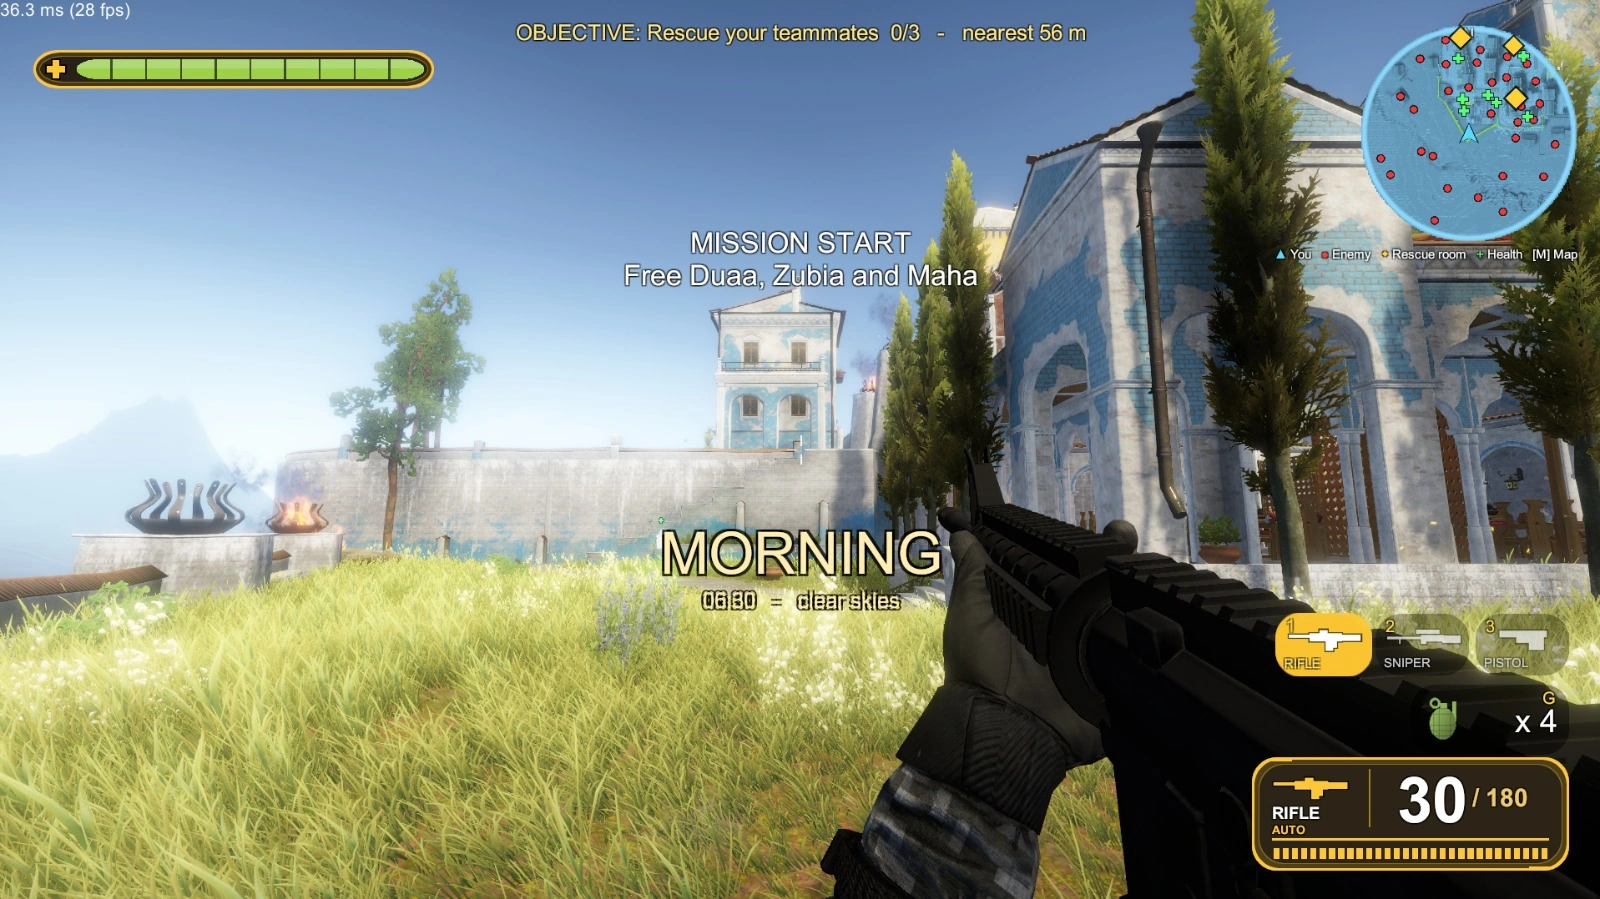 36.3 ms (28 fps)
OBJECTIVE: Rescue your teammates 0/3 - nearest 56 m
You Enemy Rescue room Health [M] Map
MISSION START
Free Duaa, Zubia and Maha
MORNING
06:30 - clear skies
1 2 3
RIFLE SNIPER PISTOL
G
x 4
30 / 180
RIFLE
AUTO